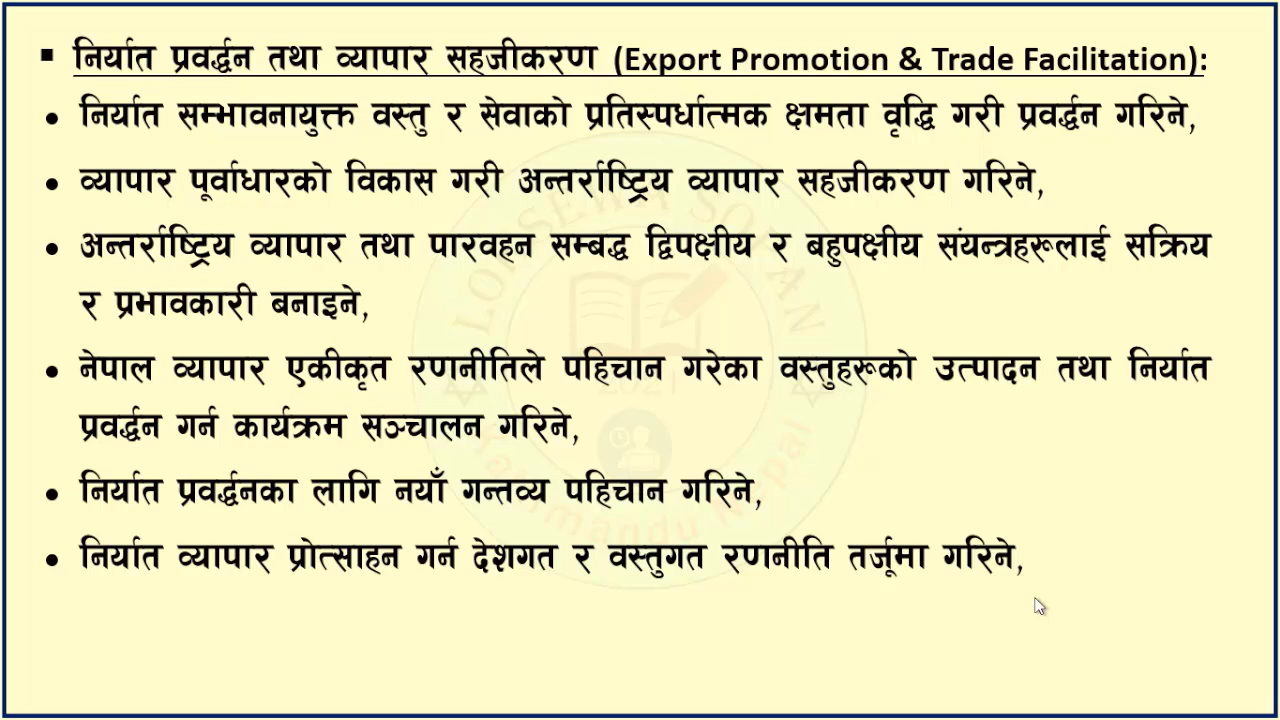 ▪ निर्यात प्रवर्द्धन तथा व्यापार सहजीकरण (Export Promotion & Trade Facilitation):
• निर्यात सम्भावनायुक्त वस्तु र सेवाको प्रतिस्पर्धात्मक क्षमता वृद्धि गरी प्रवर्द्धन गरिने,
• व्यापार पूर्वाधारको विकास गरी अन्तर्राष्ट्रिय व्यापार सहजीकरण गरिने,
• अन्तर्राष्ट्रिय व्यापार तथा पारवहन सम्बद्ध द्विपक्षीय र बहुपक्षीय संयन्त्रहरूलाई सक्रिय
र प्रभावकारी बनाइने,
• नेपाल व्यापार एकीकृत रणनीतिले पहिचान गरेका वस्तुहरूको उत्पादन तथा निर्यात
प्रवर्द्धन गर्न कार्यक्रम सञ्चालन गरिने,
• निर्यात प्रवर्द्धनका लागि नयाँ गन्तव्य पहिचान गरिने,
• निर्यात व्यापार प्रोत्साहन गर्न देशगत र वस्तुगत रणनीति तर्जूमा गरिने,
2021
Kathmandu Nepal